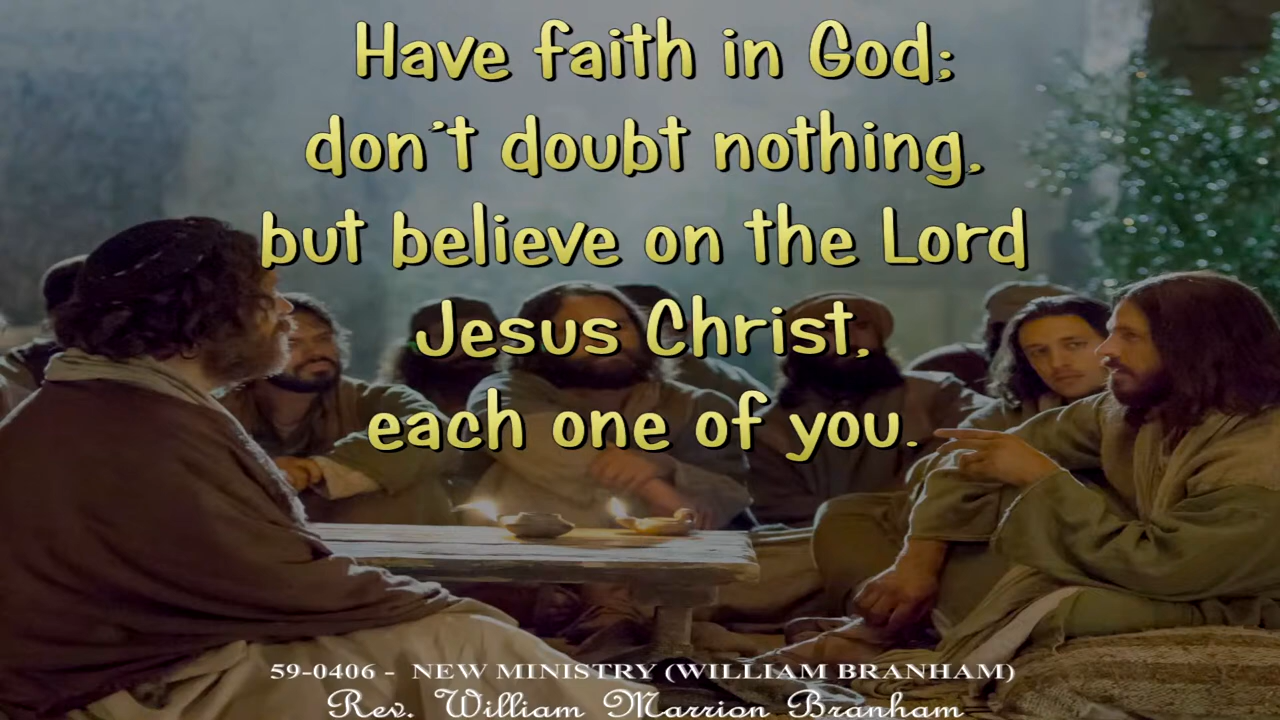 Have faith in God;
don't doubt nothing,
but believe on the Lord
Jesus Christ,
each one of you.
59-0406 - NEW MINISTRY (WILLIAM BRANHAM)
Rev. William Marrion Branham